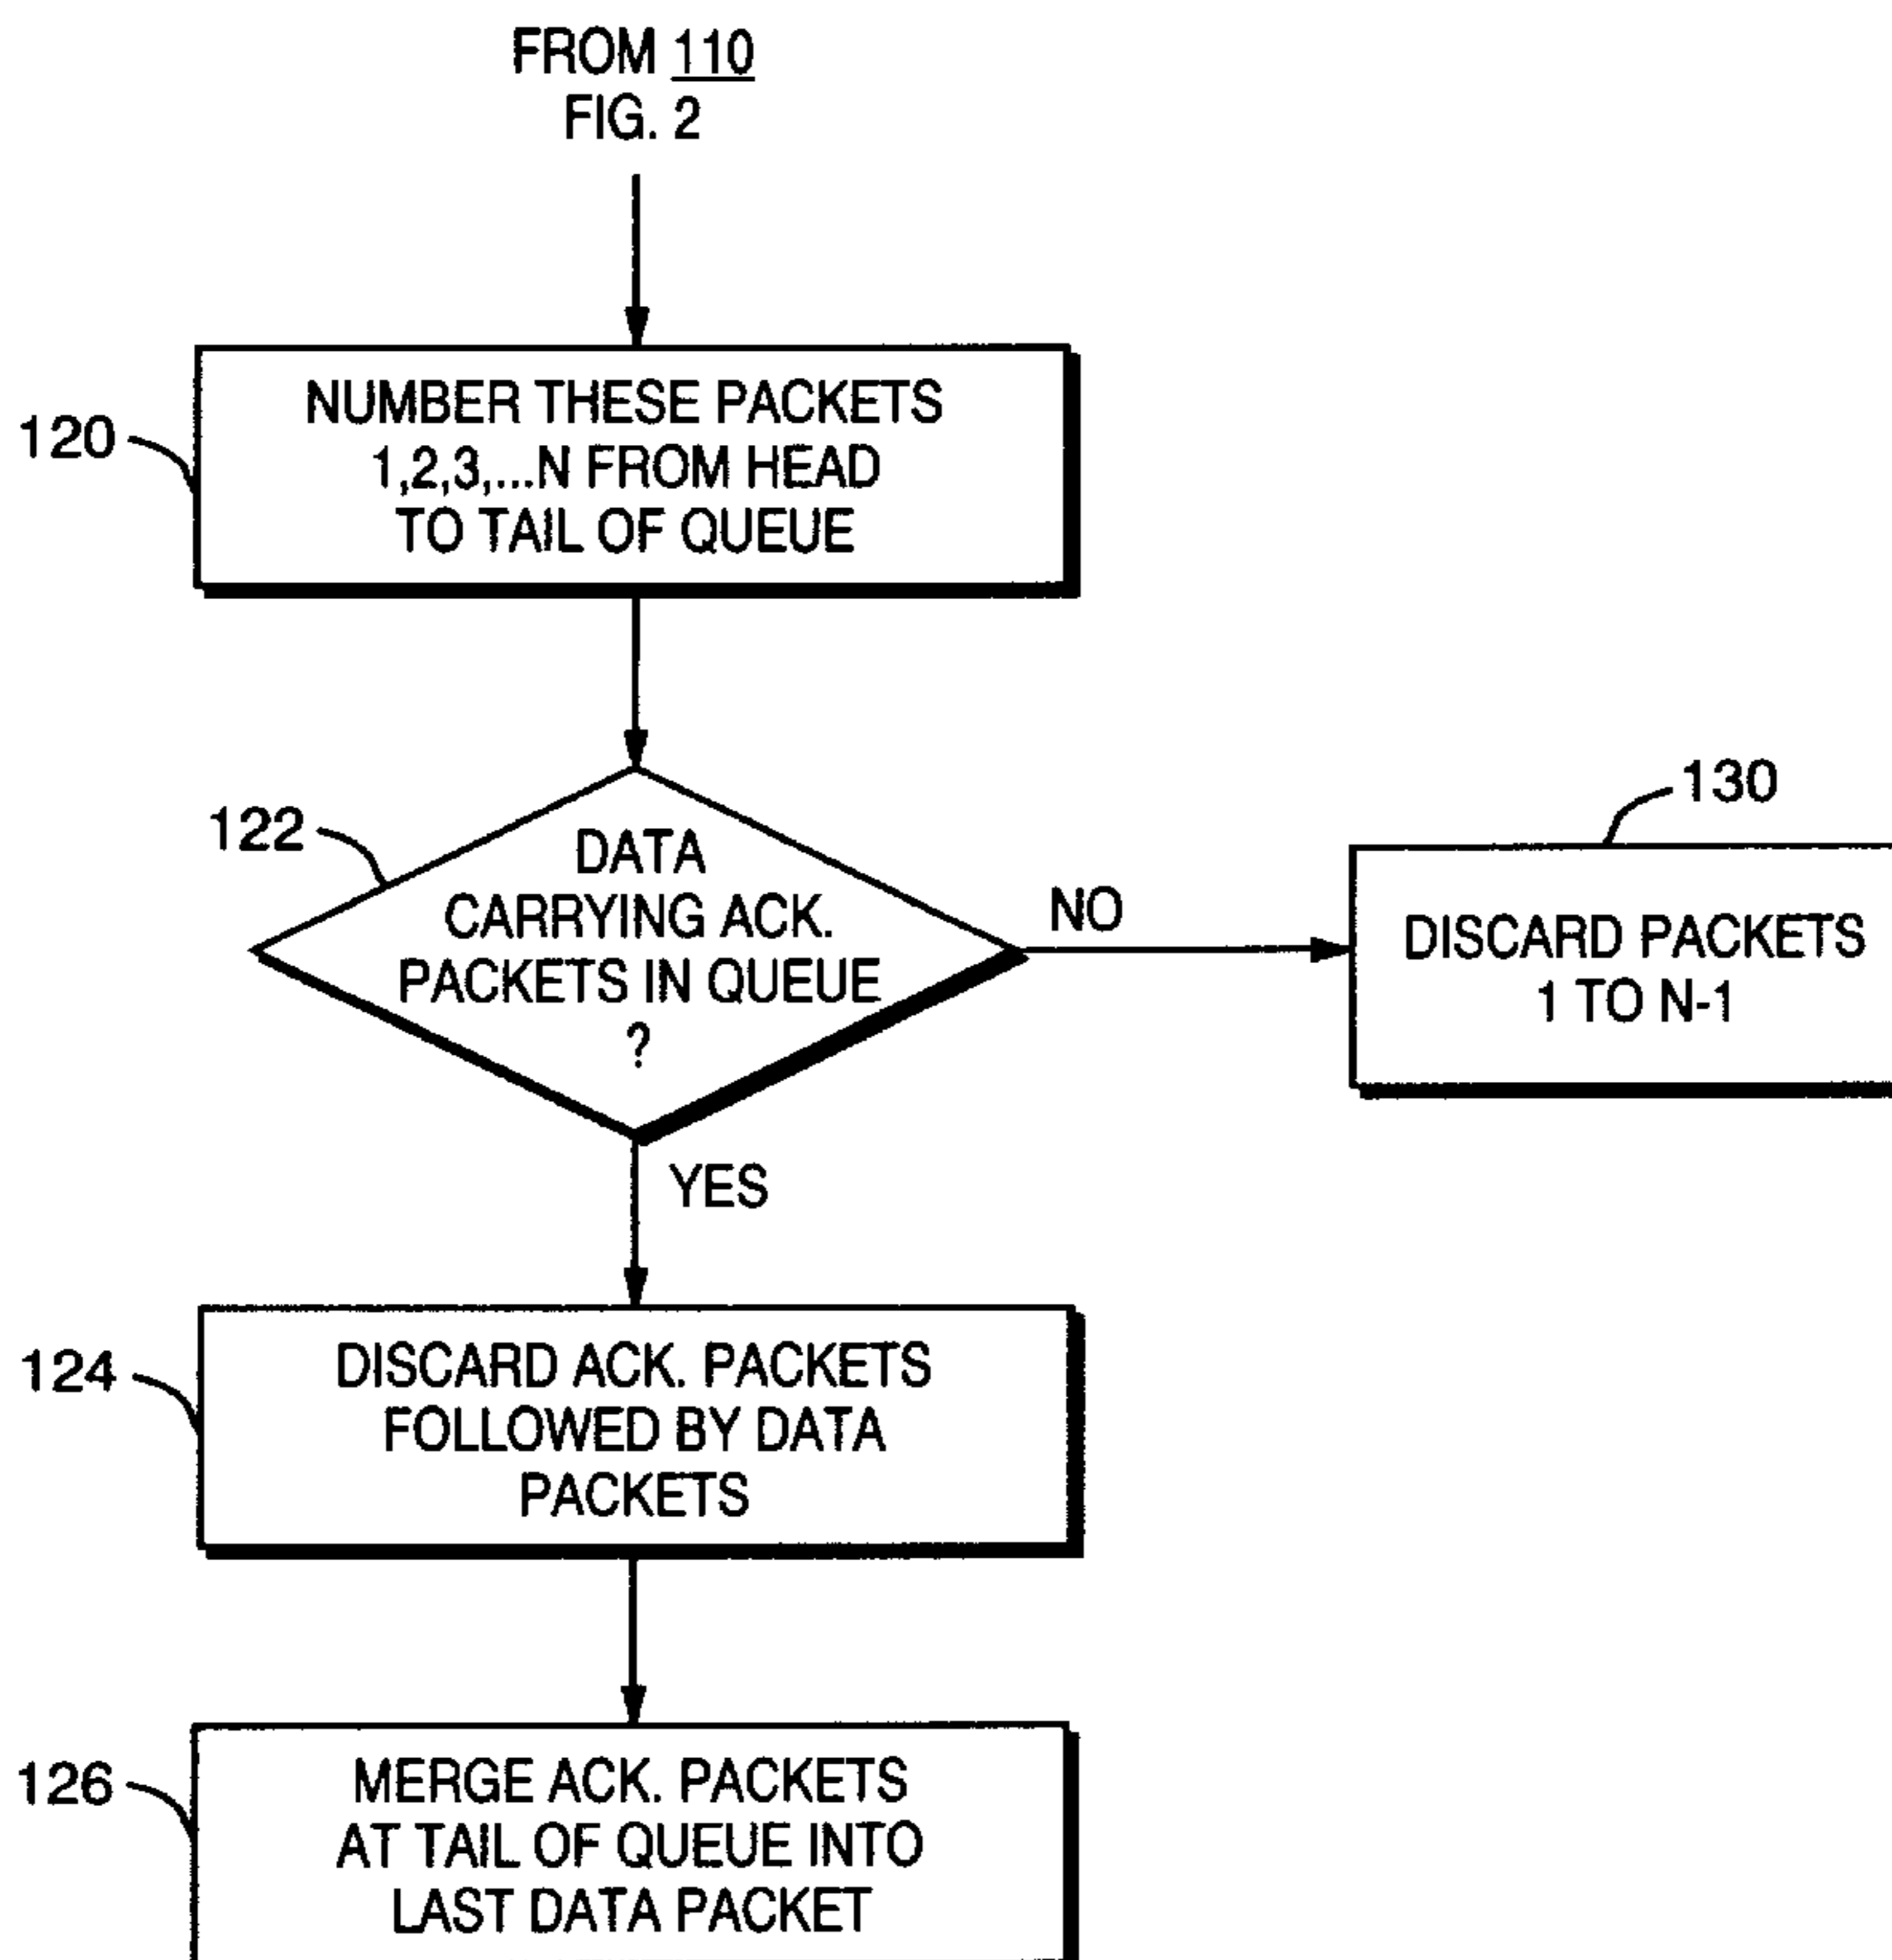 FROM 110
FIG. 2
120
NUMBER THESE PACKETS
1,2,3,...N FROM HEAD
TO TAIL OF QUEUE
122
DATA
CARRYING ACK.
PACKETS IN QUEUE
?
NO
130
DISCARD PACKETS
1 TO N-1
YES
124
DISCARD ACK. PACKETS
FOLLOWED BY DATA
PACKETS
126
MERGE ACK. PACKETS
AT TAIL OF QUEUE INTO
LAST DATA PACKET